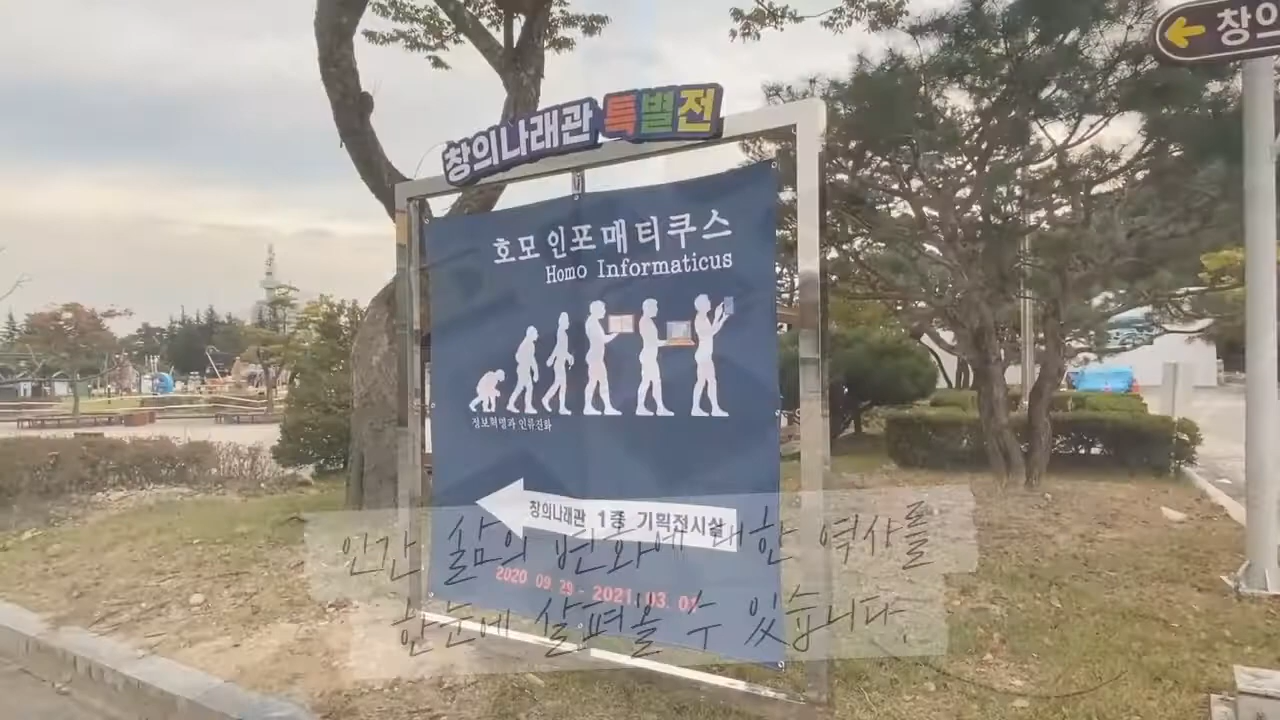 창의
창의나래관 특별전
호모 인포매티쿠스
Homo Informaticus
정보혁명과 인류진화
창의나래관 1층 기획전시실
2020 09 29 - 2021. 03. 01
인간 삶의 변화에 대한 역사를
한눈에 살펴볼 수 있습니다.